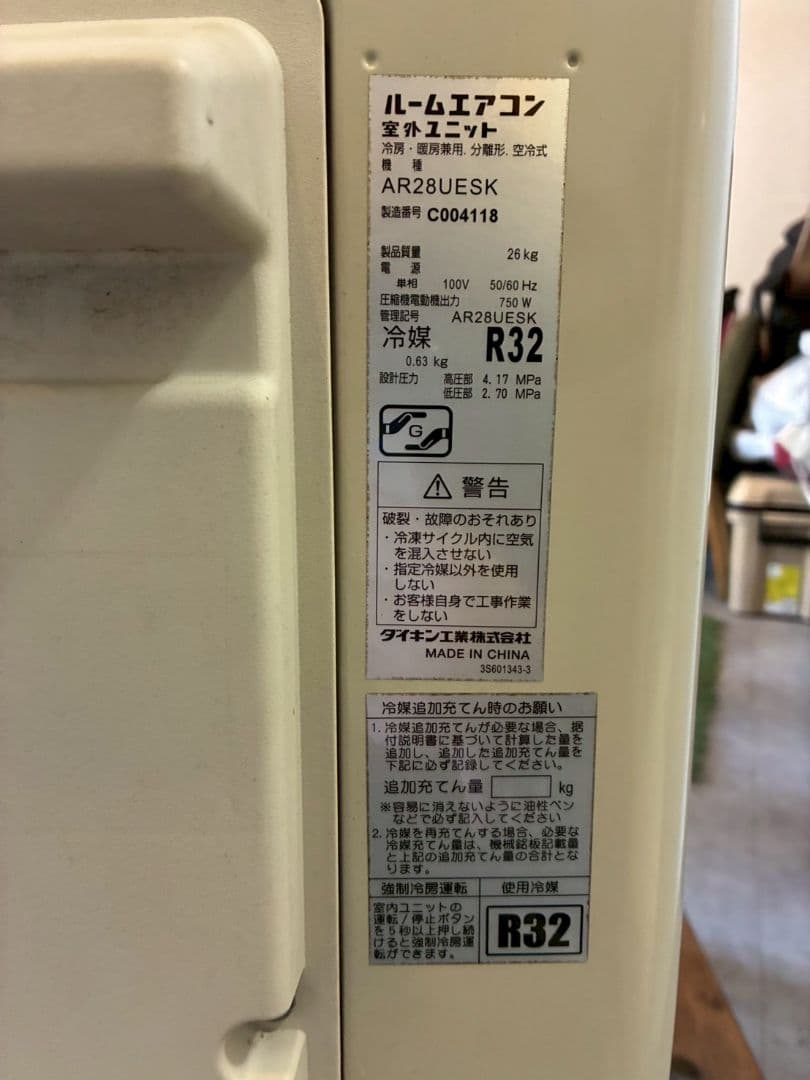 ルームエアコン
室外ユニット
冷房・暖房兼用. 分離形. 空冷式
機 種
AR28UESK
製造番号 C004118
製品質量 26 kg
電 源
単相 100V 50/60 Hz
圧縮機電動機出力 750 W
管理記号 AR28UESK
冷媒 R32
0.63 kg
設計圧力 高圧部 4.17 MPa
低圧部 2.70 MPa
G
警告
破裂・故障のおそれあり
・冷凍サイクル内に空気
を混入させない
・指定冷媒以外を使用
しない
・お客様自身で工事作業
をしない
ダイキン工業株式会社
MADE IN CHINA
3S601343-3
冷媒追加充てん時のお願い
1. 冷媒追加充てんが必要な場合、据
付説明書に基づいて計算した量を
追加し、追加した追加充てん量を
下記に必ず記録してください。
追加充てん量 kg
※容易に消えないように油性ペン
などで必ず記入してください
2. 冷媒を再充てんする場合、必要な
冷媒充てん量は、機械銘板記載量
と上記の追加充てん量の合計とな
ります。
強制冷房運転 使用冷媒
室内ユニットの
運転/停止ボタン
を5秒以上押し続
けると強制冷房運
転ができます。
R32